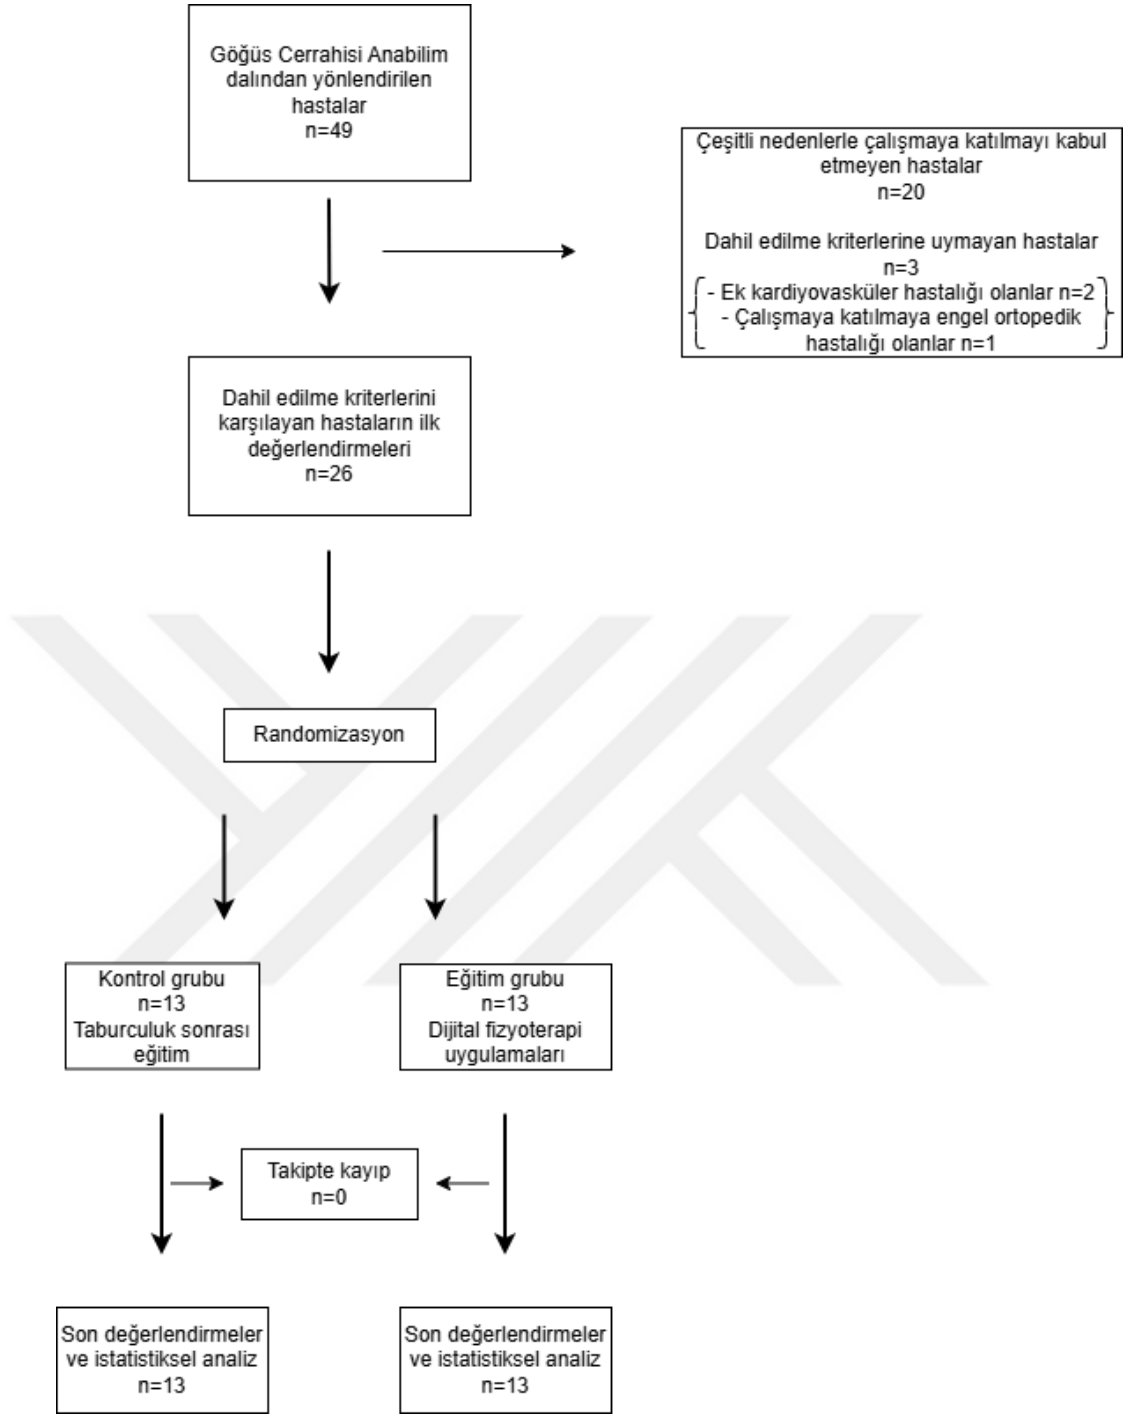 Göğüs Cerrahisi Anabilim
dalından yönlendirilen
hastalar
n=49
Çeşitli nedenlerle çalışmaya katılmayı kabul
etmeyen hastalar
n=20
Dahil edilme kriterlerine uymayan hastalar
n=3
- Ek kardiyovasküler hastalığı olanlar n=2
- Çalışmaya katılmaya engel ortopedik
hastalığı olanlar n=1
Dahil edilme kriterlerini
karşılayan hastaların ilk
değerlendirmeleri
n=26
Randomizasyon
Kontrol grubu
n=13
Taburculuk sonrası
eğitim
Eğitim grubu
n=13
Dijital fizyoterapi
uygulamaları
Takipte kayıp
n=0
Son değerlendirmeler
ve istatistiksel analiz
n=13
Son değerlendirmeler
ve istatistiksel analiz
n=13